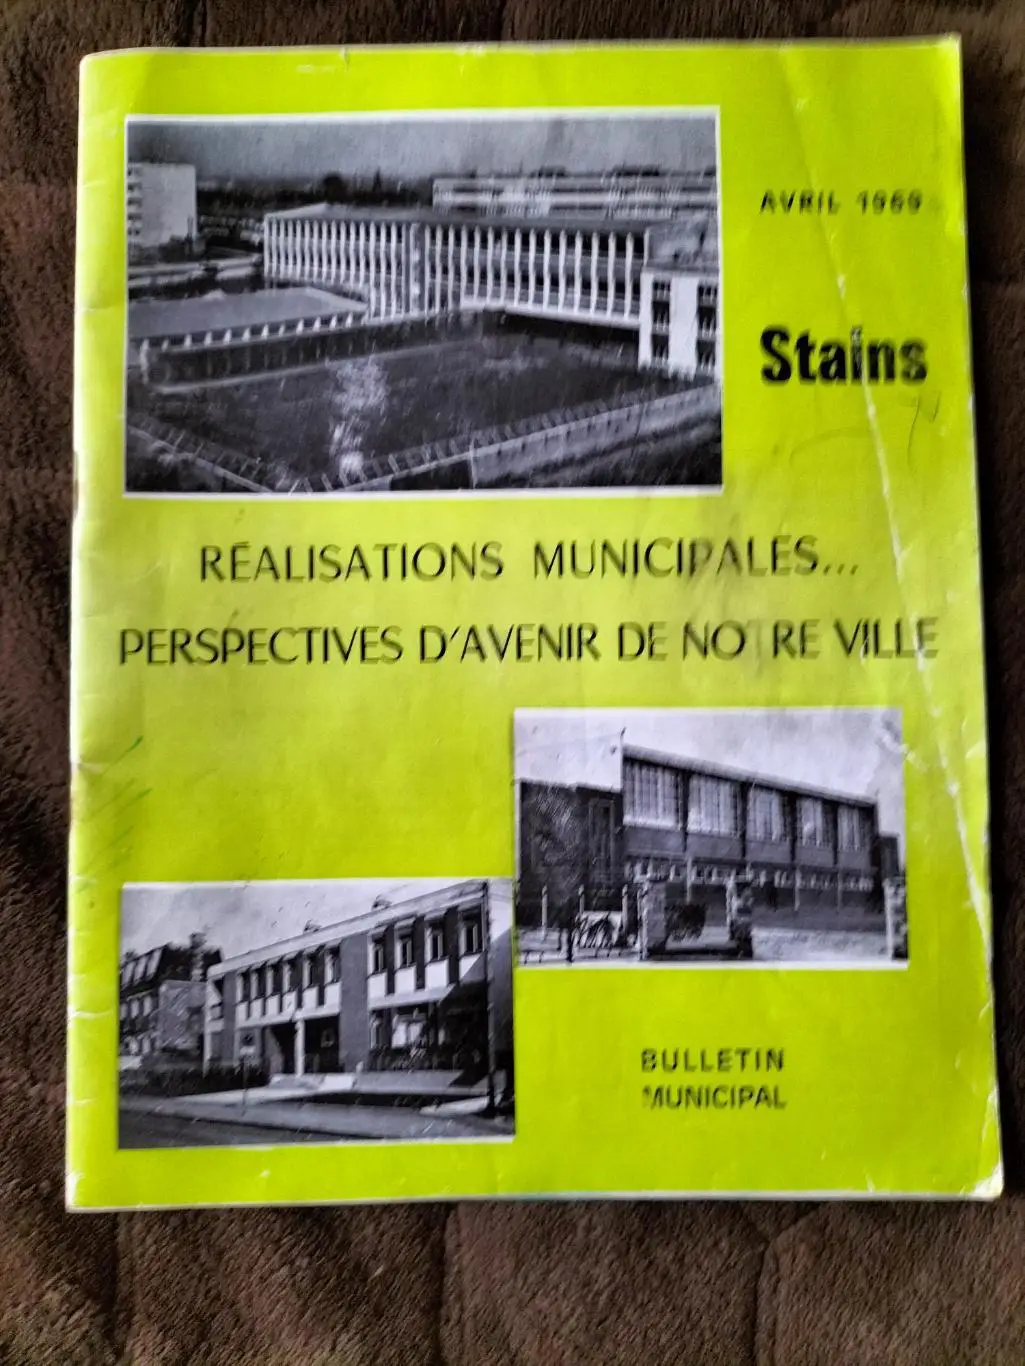 AVRIL 1969
Stains
RÉALISATIONS MUNICIPALES...
PERSPECTIVES D'AVENIR DE NOTRE VILLE
BULLETIN
MUNICIPAL